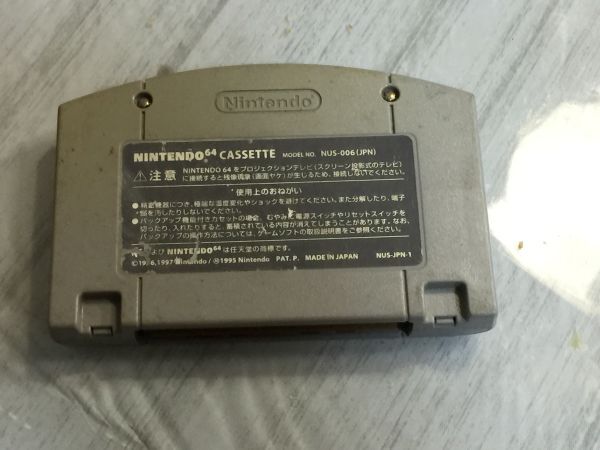 Nintendo
NINTENDO64 CASSETTE MODEL NO. NUS-006(JPN)
⚠注意 NINTENDO 64 をプロジェクションテレビ(スクリーン投影式のテレビ)
に接続すると残像現象(画面ヤケ)が生じるため、接続しないでください。
使用上のおねがい
●精密機器につき、極端な温度変化やショックを避けてください。また分解したり、端子
部を汚したりしないでください。
●バックアップ機能付きカセットの場合、むやみに電源スイッチやリセットスイッチを
切ったり、入れたりすると、蓄積されている内容が消えてしまうことがあります。なお、
バックアップの操作方法については、ゲームソフトの取扱説明書をご参照ください。
および NINTENDO64 は任天堂の商標です。
©1996,1997 Nintendo/Ⓜ1995 Nintendo PAT. P. MADE IN JAPAN NUS-JPN-1